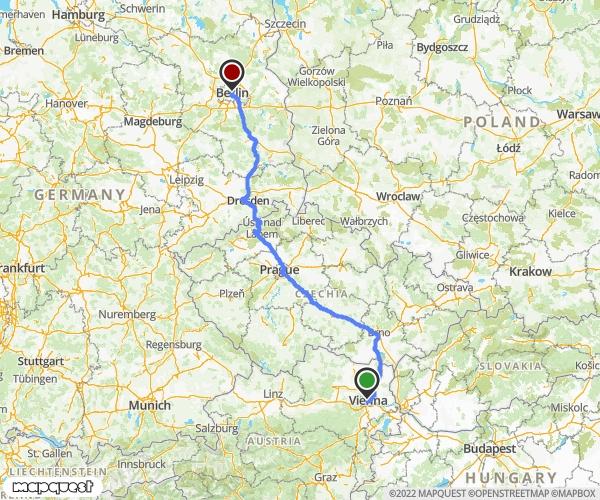 Hamburg
Schwerin
Szczecin
Grudziądz
Bremen
Lüneburg
Piła
Bydgoszcz
Gorzów
Wielkopolski
Płock
Berlin
Hanover
Poznań
Warsaw
Magdeburg
POLAND
Zielona
Góra
Łódź
Radom
GERMANY
Leipzig
Wroclaw
Dresden
Jena
Ústí nad
Labem
Liberec
Wałbrzych
Częstochowa
Kielce
Gliwice
Frankfurt
Prague
Krakow
Plzeň
CZECHIA
Ostrava
Nuremberg
Brno
Regensburg
Stuttgart
SLOVAKIA
Tübingen
Linz
Vienna
Munich
Miskolc
AUSTRIA
St. Gallen
Salzburg
Budapest
LIECHTENSTEIN
Innsbruck
Graz
HUNGARY
mapquest
©2022 MAPQUEST ©OPENSTREETMAP ©MAPBOX